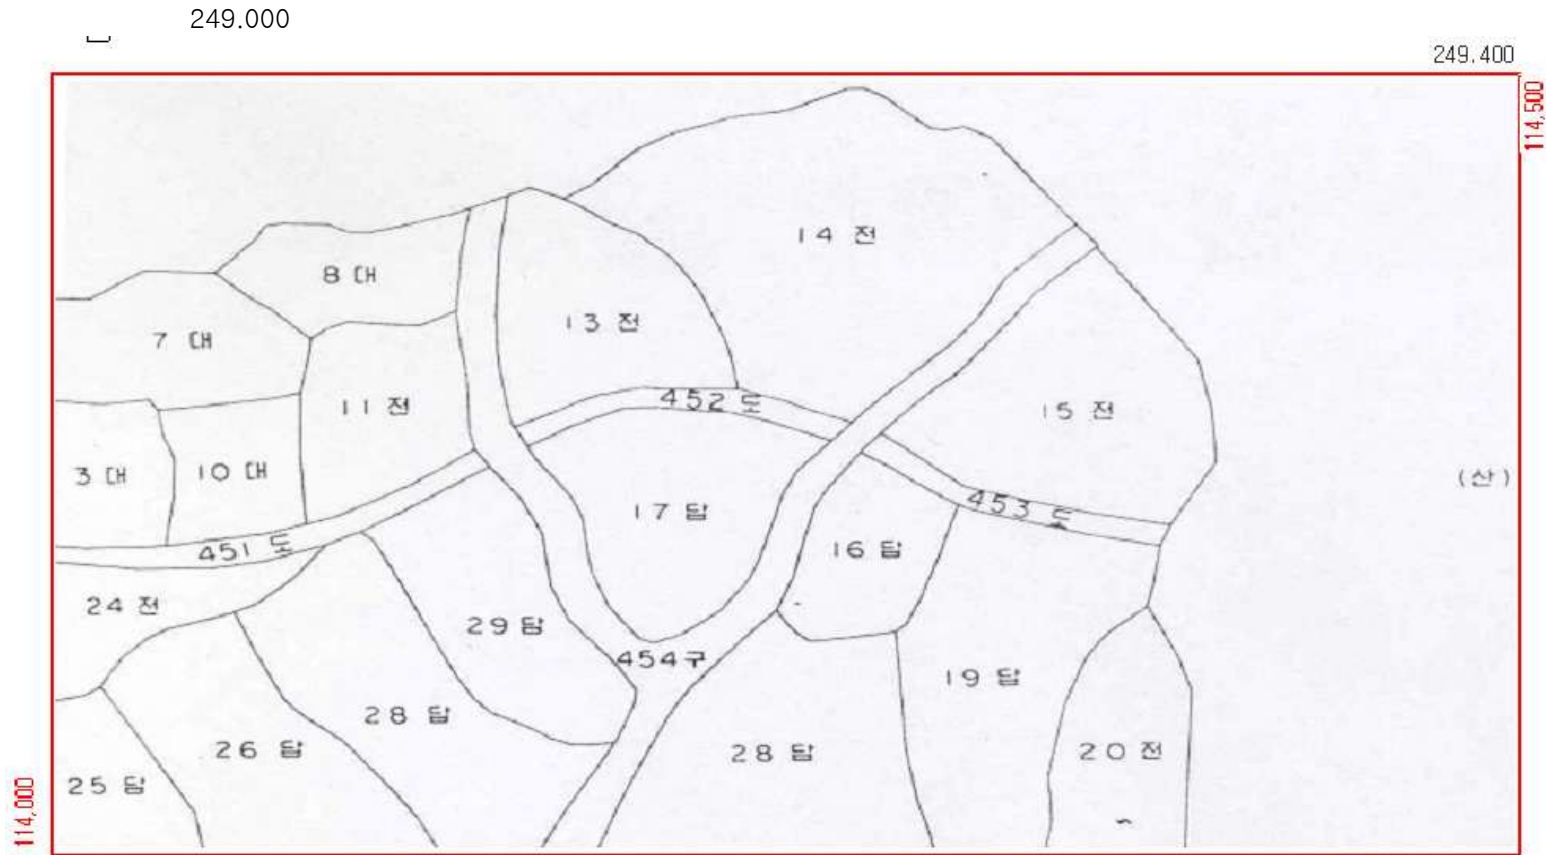 249.000
249.400
114,500
14 전
8 대
13 전
7 대
452 도
11 전
15 전
3 대
10 대
(산)
453 도
17 답
451 도
16 답
24 전
29 답
454구
19 답
28 답
26 답
28 답
20 전
25 답
114,000